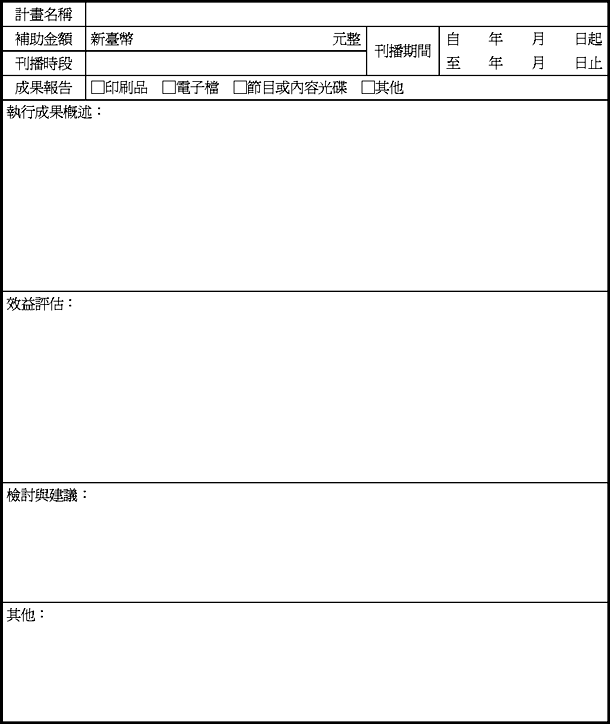 計畫名稱
補助金額 新臺幣 元整 刊播期間 自 年 月 日起
刊播時段 至 年 月 日止
成果報告 □印刷品 □電子檔 □節目或內容光碟 □其他
執行成果概述：
效益評估：
檢討與建議：
其他：